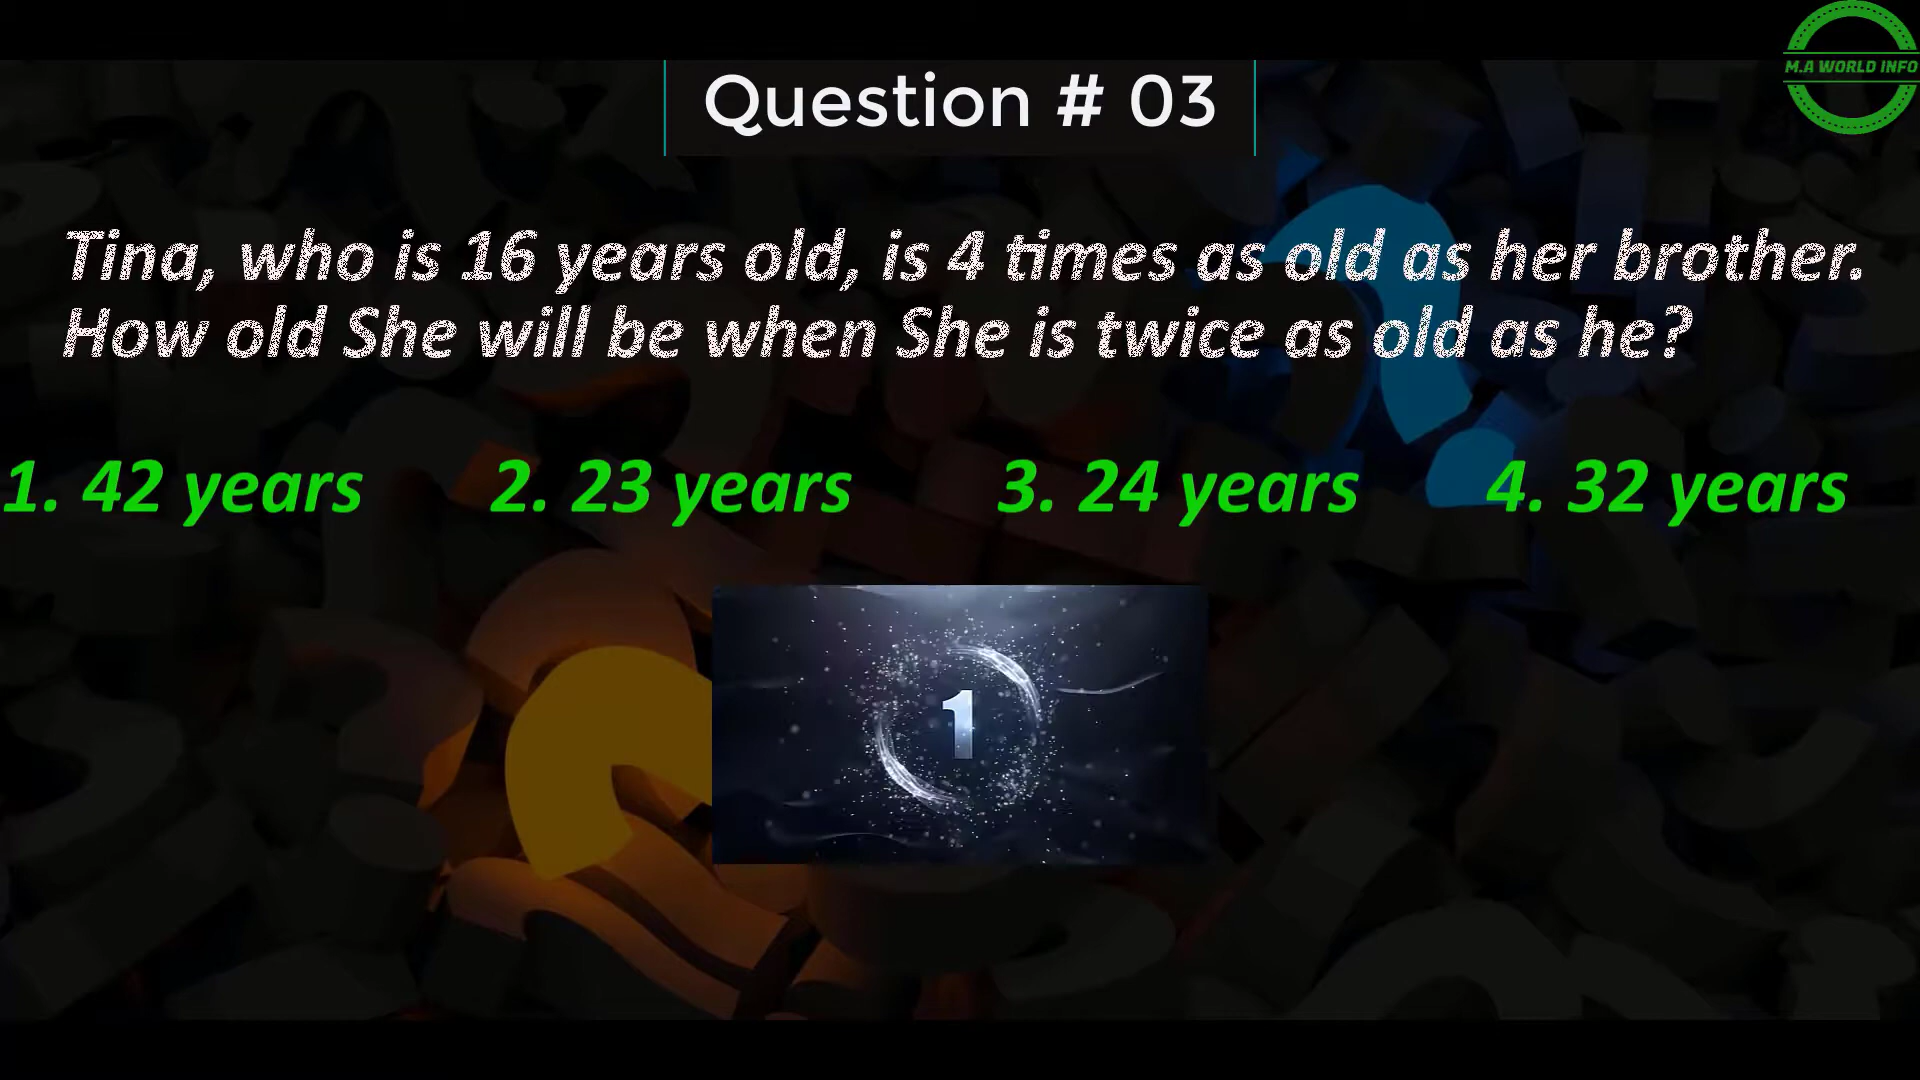 M.A WORLD INFO
Question # 03
Tina, who is 16 years old, is 4 times as old as her brother.
How old She will be when She is twice as old as he?
1. 42 years 2. 23 years 3. 24 years 4. 32 years
1